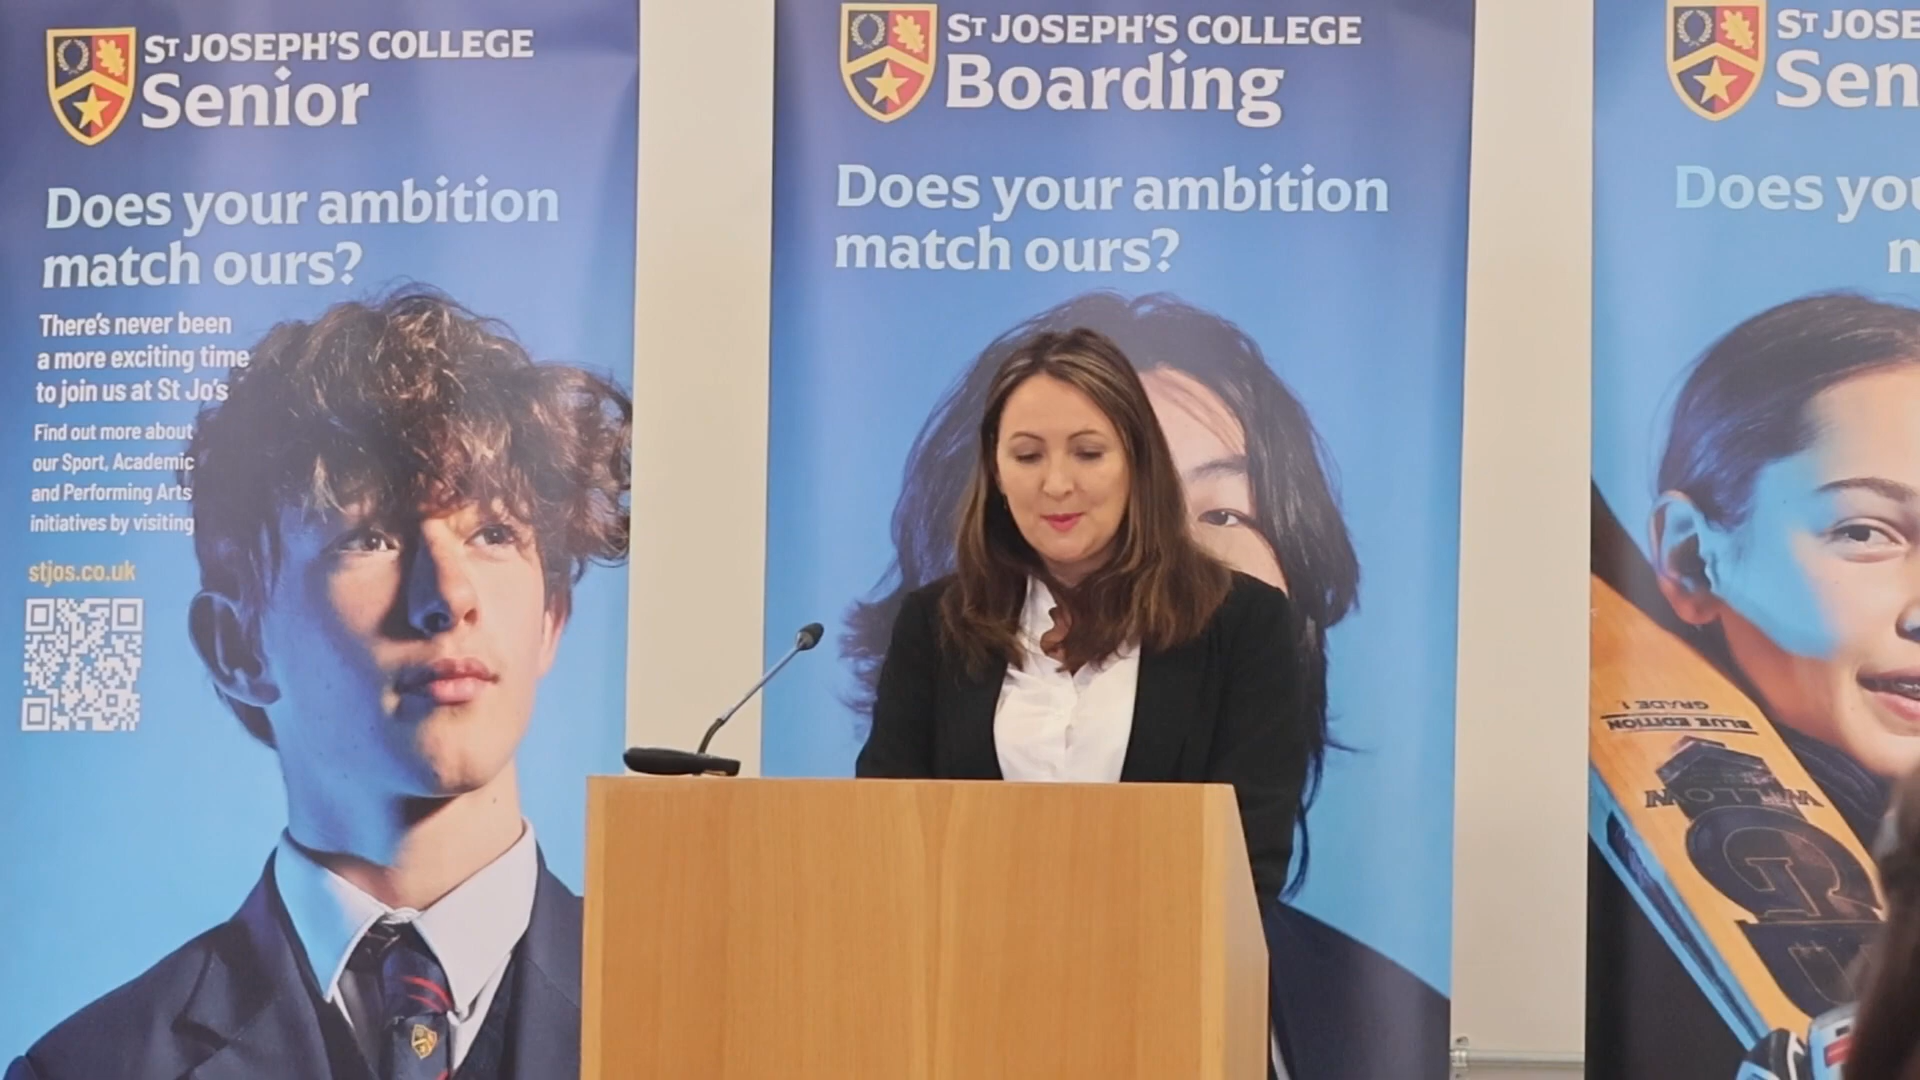 ST JOSEPH'S COLLEGE
Senior
Does your ambition
match ours?
There's never been
a more exciting time
to join us at St Jo's
Find out more about
our Sport, Academic
and Performing Arts
initiatives by visiting
stjos.co.uk
ST JOSEPH'S COLLEGE
Boarding
Does your ambition
match ours?
ST JOSE
Sen
Does you
BLUE EDITION
GRADE 1
WILLOW